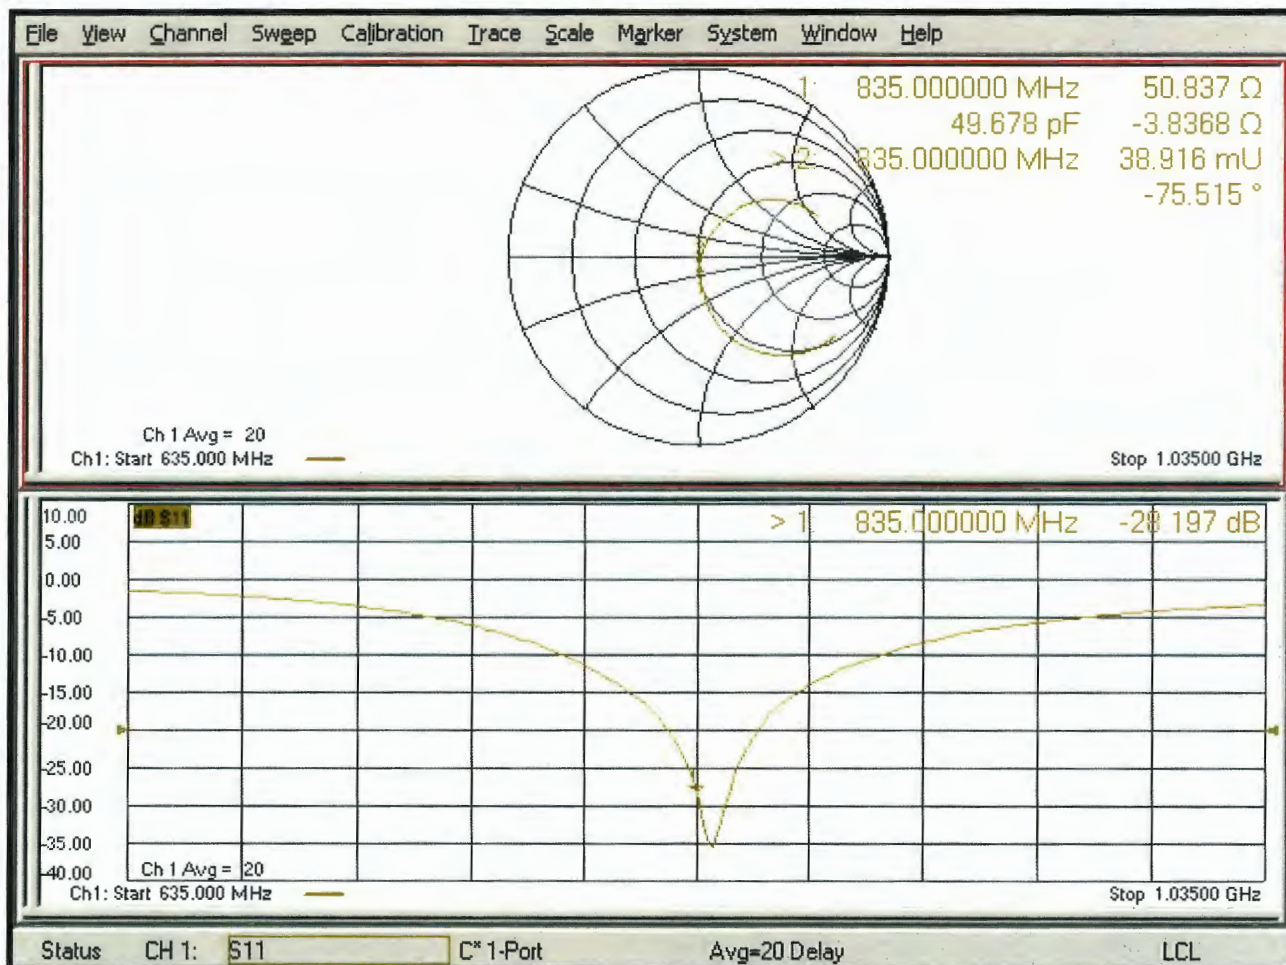 File View Channel Sweep Calibration Trace Scale Marker System Window Help
1: 835.000000 MHz 50.837 Ω
49.678 pF -3.8368 Ω
> 2: 835.000000 MHz 38.916 mU
-75.515 °
Ch 1 Avg = 20
Ch1: Start 635.000 MHz
Stop 1.03500 GHz
10.00
dB S11
> 1: 835.000000 MHz -28.197 dB
5.00
0.00
-5.00
-10.00
-15.00
-20.00
-25.00
-30.00
-35.00
-40.00
Ch 1 Avg = 20
Ch1: Start 635.000 MHz
Stop 1.03500 GHz
Status CH 1: S11 C* 1-Port Avg=20 Delay LCL